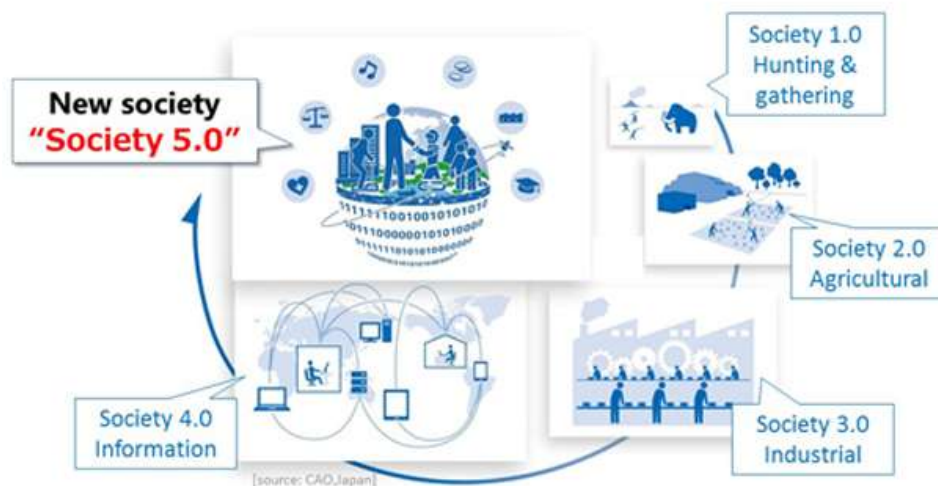 New society
“Society 5.0”
Society 1.0
Hunting &
gathering
Society 2.0
Agricultural
Society 3.0
Industrial
Society 4.0
Information
[source: CAO,Japan]